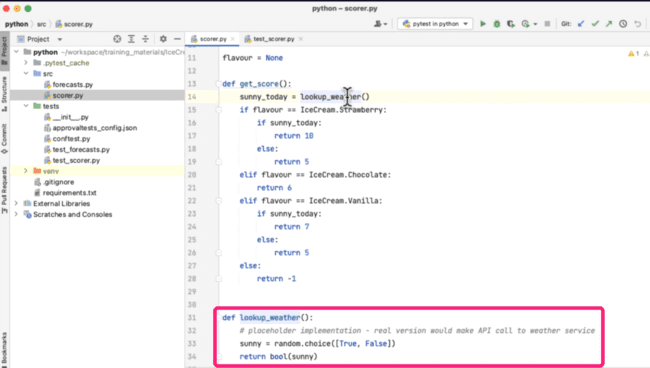 python – scorer.py
python
src
scorer.py
pytest in python
Git:
Project
scorer.py
test_scorer.py
python ~/workspace/training_materials/IceCre
.pytest_cache
src
forecasts.py
scorer.py
tests
__init__.py
approvaltests_config.json
conftest.py
test_forecasts.py
test_scorer.py
venv
.gitignore
requirements.txt
External Libraries
Scratches and Consoles
Project
Structure
Commit
Pull Requests
Bookmarks
1
11 flavour = None
12
13 def get_score():
14 sunny_today = lookup_weather()
15 if flavour == IceCream.Strawberry:
16 if sunny_today:
17 return 10
18 else:
19 return 5
20 elif flavour == IceCream.Chocolate:
21 return 6
22 elif flavour == IceCream.Vanilla:
23 if sunny_today:
24 return 7
25 else:
26 return 5
27 else:
28 return -1
29
30
31 def lookup_weather():
32 # placeholder implementation - real version would make API call to weather service
33 sunny = random.choice([True, False])
34 return bool(sunny)